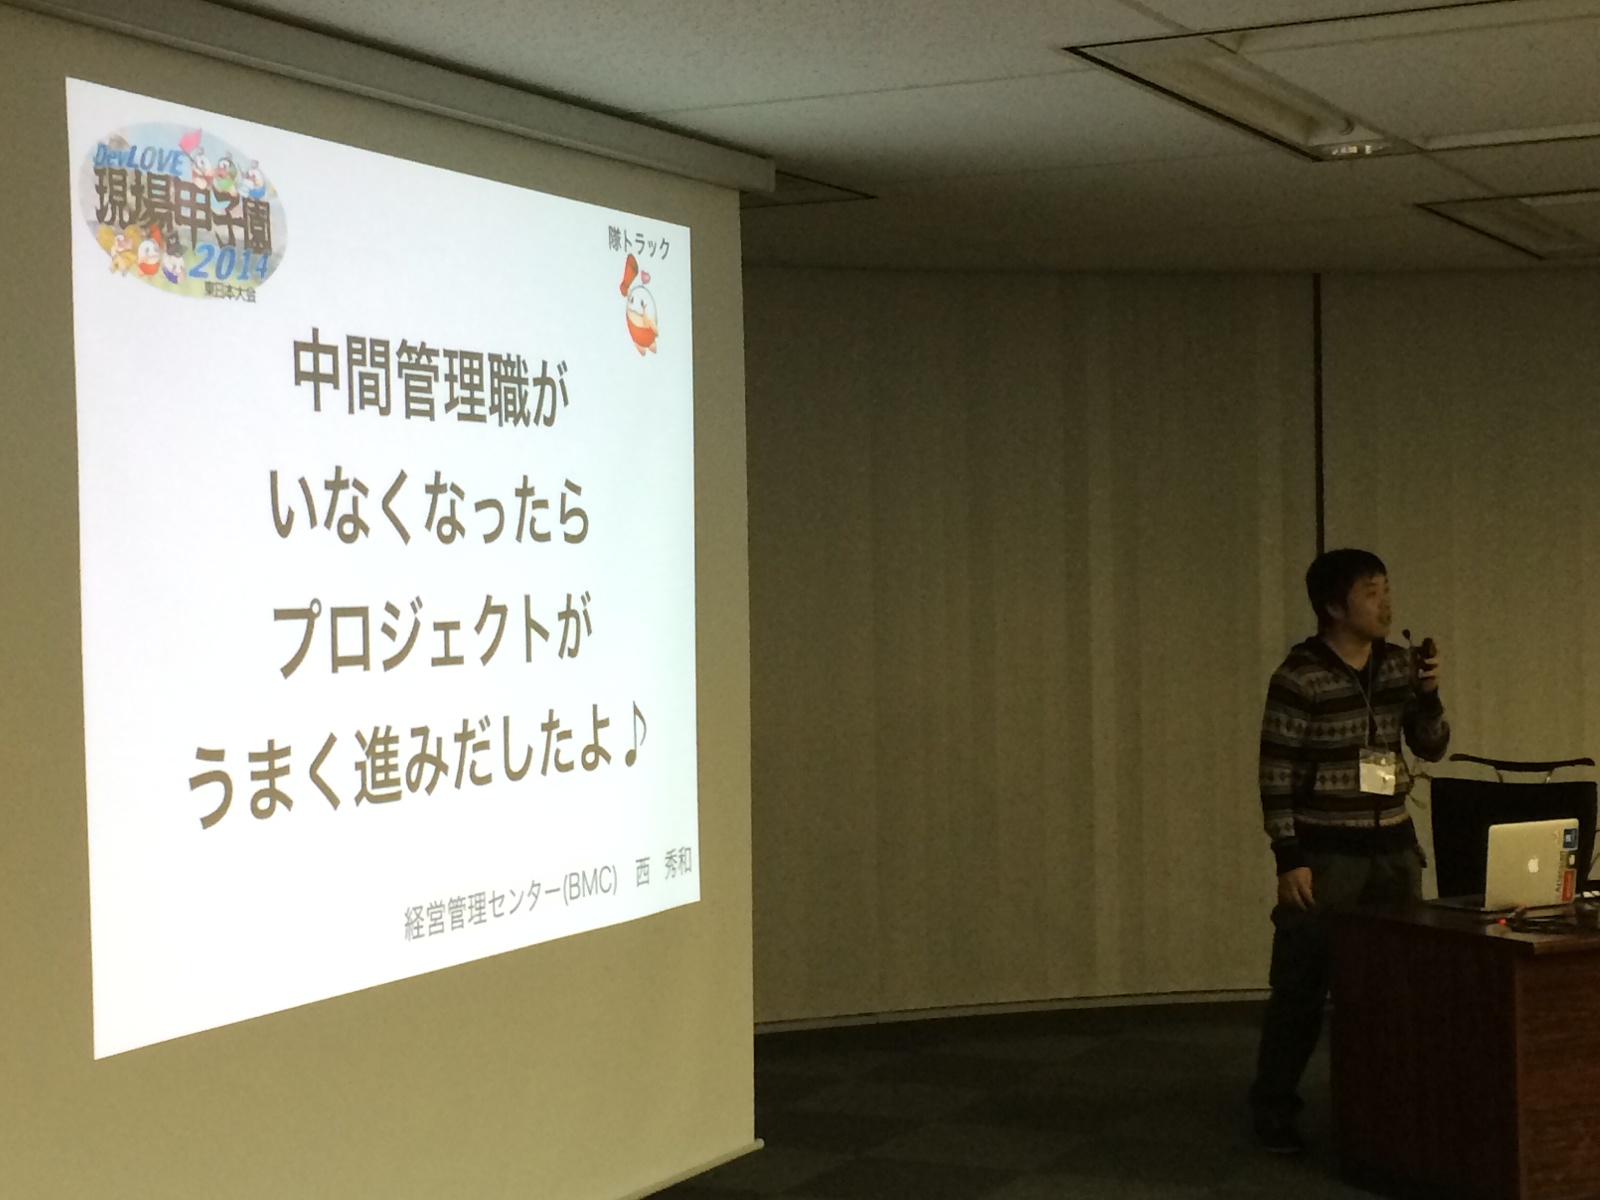 DevLOVE
現場甲子園
2014
東日本大会
隊トラック
中間管理職が
いなくなったら
プロジェクトが
うまく進みだしたよ♪
経営管理センター(BMC)　西　秀和